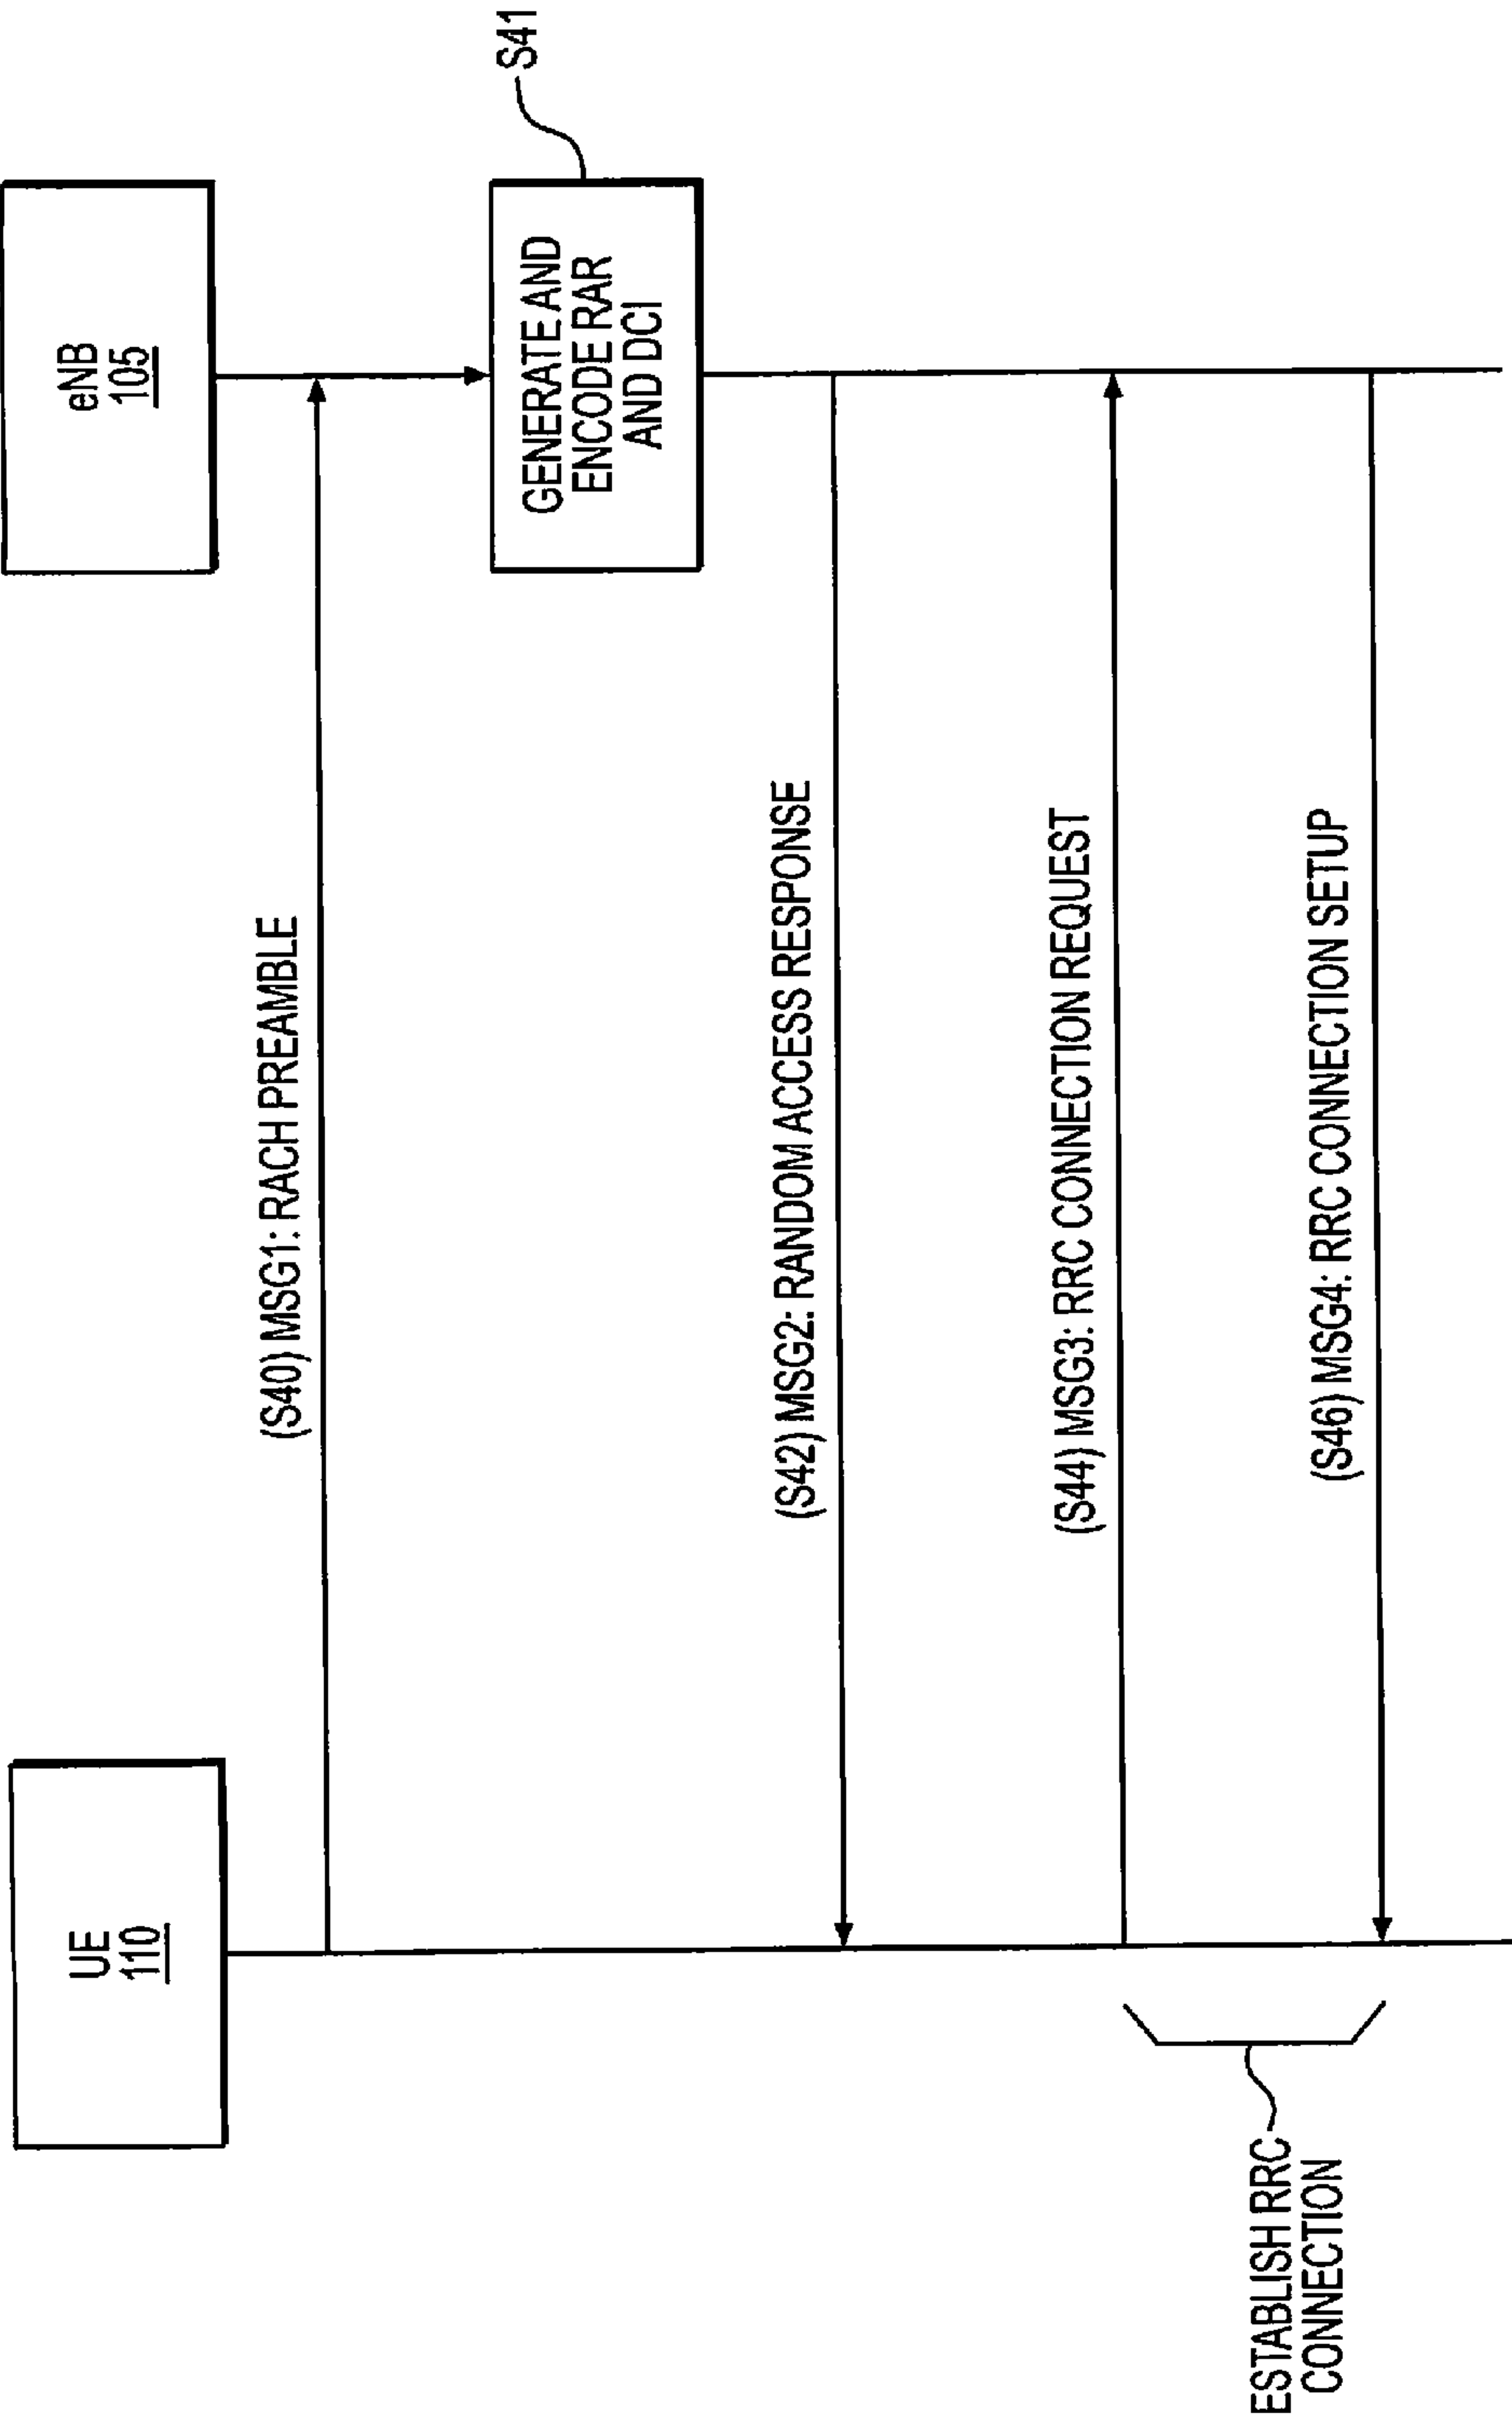 UE
110
eNB
105
(S40) MSG1: RACH PREAMBLE
GENERATE AND
ENCODE RAR
AND DCI
S41
(S42) MSG2: RANDOM ACCESS RESPONSE
(S44) MSG3: RRC CONNECTION REQUEST
ESTABLISH RRC
CONNECTION
(S46) MSG4: RRC CONNECTION SETUP